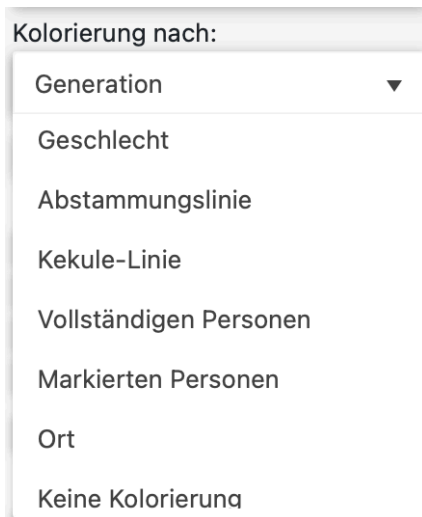 Kolorierung nach:
Generation
Geschlecht
Abstammungslinie
Kekule-Linie
Vollständigen Personen
Markierten Personen
Ort
Keine Kolorierung